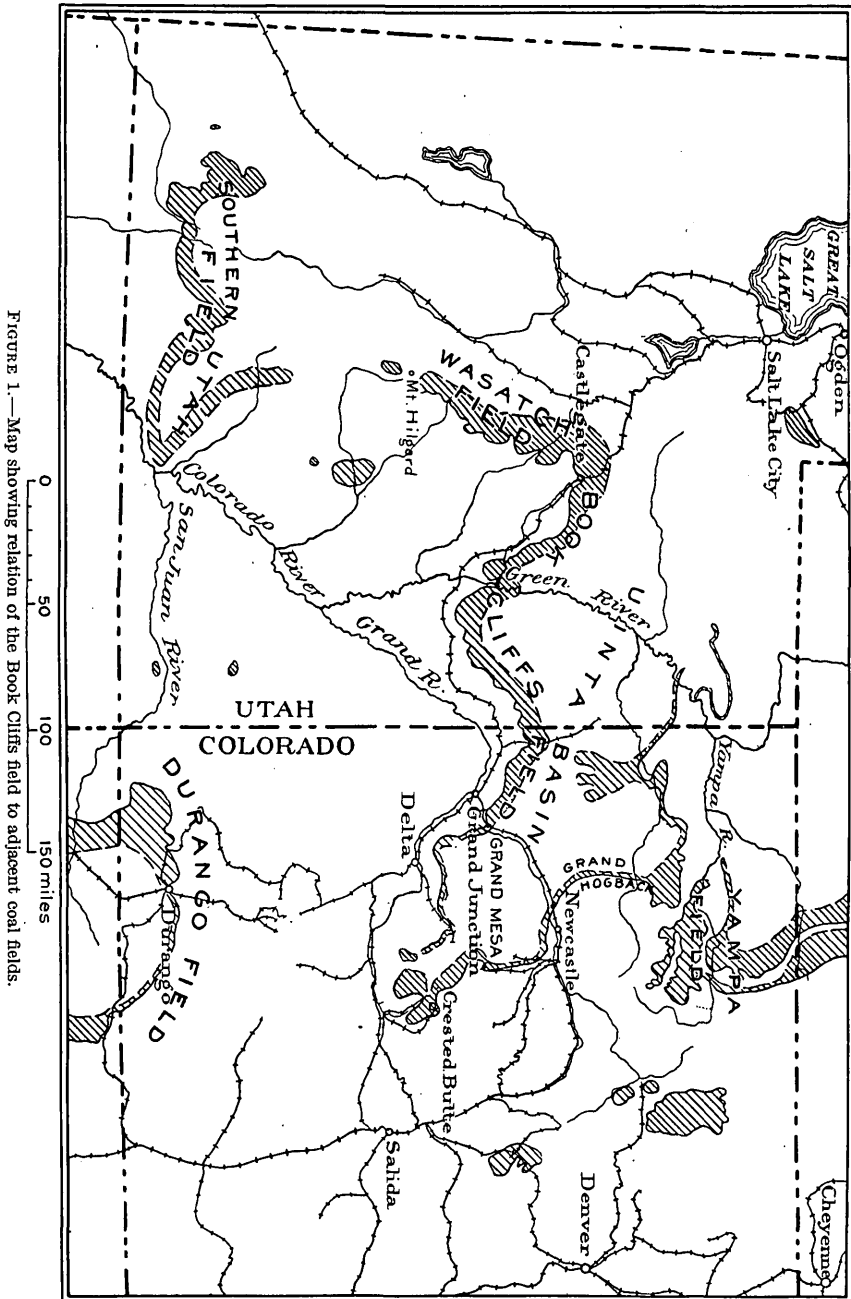 GREAT
SALT
LAKE
Ogden
Salt Lake City
Cheyenne
UINTA BASIN
Green River
Yampa R.
YAMPA
FIELD
Castlegate
WASATCH
FIELD
BOOK CLIFFS FIELD
Mt. Hilgard
SOUTHERN UTAH
FIELD
Colorado River
San Juan River
Grand R.
UTAH
COLORADO
GRAND
HOGBACK
Newcastle
GRAND MESA
Grand Junction
Delta
Crested Butte
Denver
Salida
DURANGO FIELD
Durango
0 50 100 150 miles
FIGURE 1.—Map showing relation of the Book Cliffs field to adjacent coal fields.